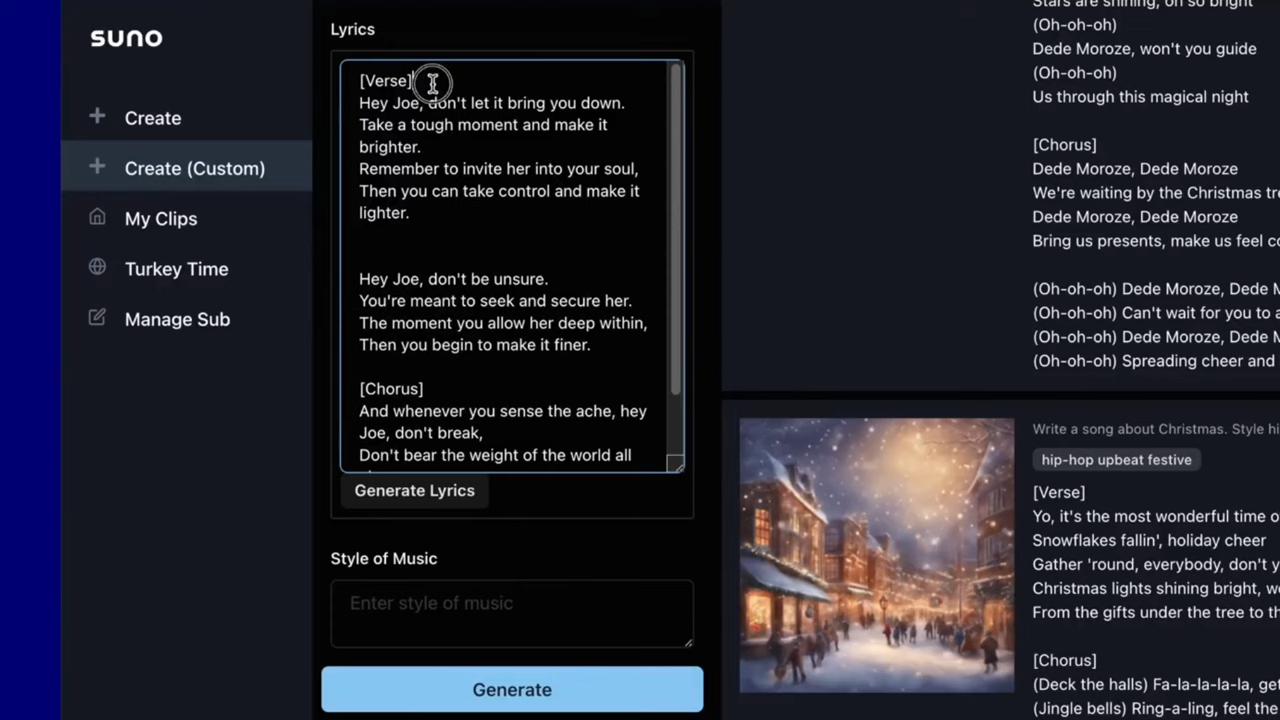 suno
Create
Create (Custom)
My Clips
Turkey Time
Manage Sub
Lyrics
[Verse]
Hey Joe, don't let it bring you down.
Take a tough moment and make it
brighter.
Remember to invite her into your soul,
Then you can take control and make it
lighter.
Hey Joe, don't be unsure.
You're meant to seek and secure her.
The moment you allow her deep within,
Then you begin to make it finer.
[Chorus]
And whenever you sense the ache, hey
Joe, don't break,
Don't bear the weight of the world all
Generate Lyrics
Style of Music
Enter style of music
Generate
Stars are shining, oh so bright
(Oh-oh-oh)
Dede Moroze, won't you guide
(Oh-oh-oh)
Us through this magical night
[Chorus]
Dede Moroze, Dede Moroze
We're waiting by the Christmas tre
Dede Moroze, Dede Moroze
Bring us presents, make us feel co
(Oh-oh-oh) Dede Moroze, Dede M
(Oh-oh-oh) Can't wait for you to a
(Oh-oh-oh) Dede Moroze, Dede M
(Oh-oh-oh) Spreading cheer and
Write a song about Christmas. Style hi
hip-hop upbeat festive
[Verse]
Yo, it's the most wonderful time o
Snowflakes fallin', holiday cheer
Gather 'round, everybody, don't y
Christmas lights shining bright, w
From the gifts under the tree to th
[Chorus]
(Deck the halls) Fa-la-la-la-la, get
(Jingle bells) Ring-a-ling, feel the